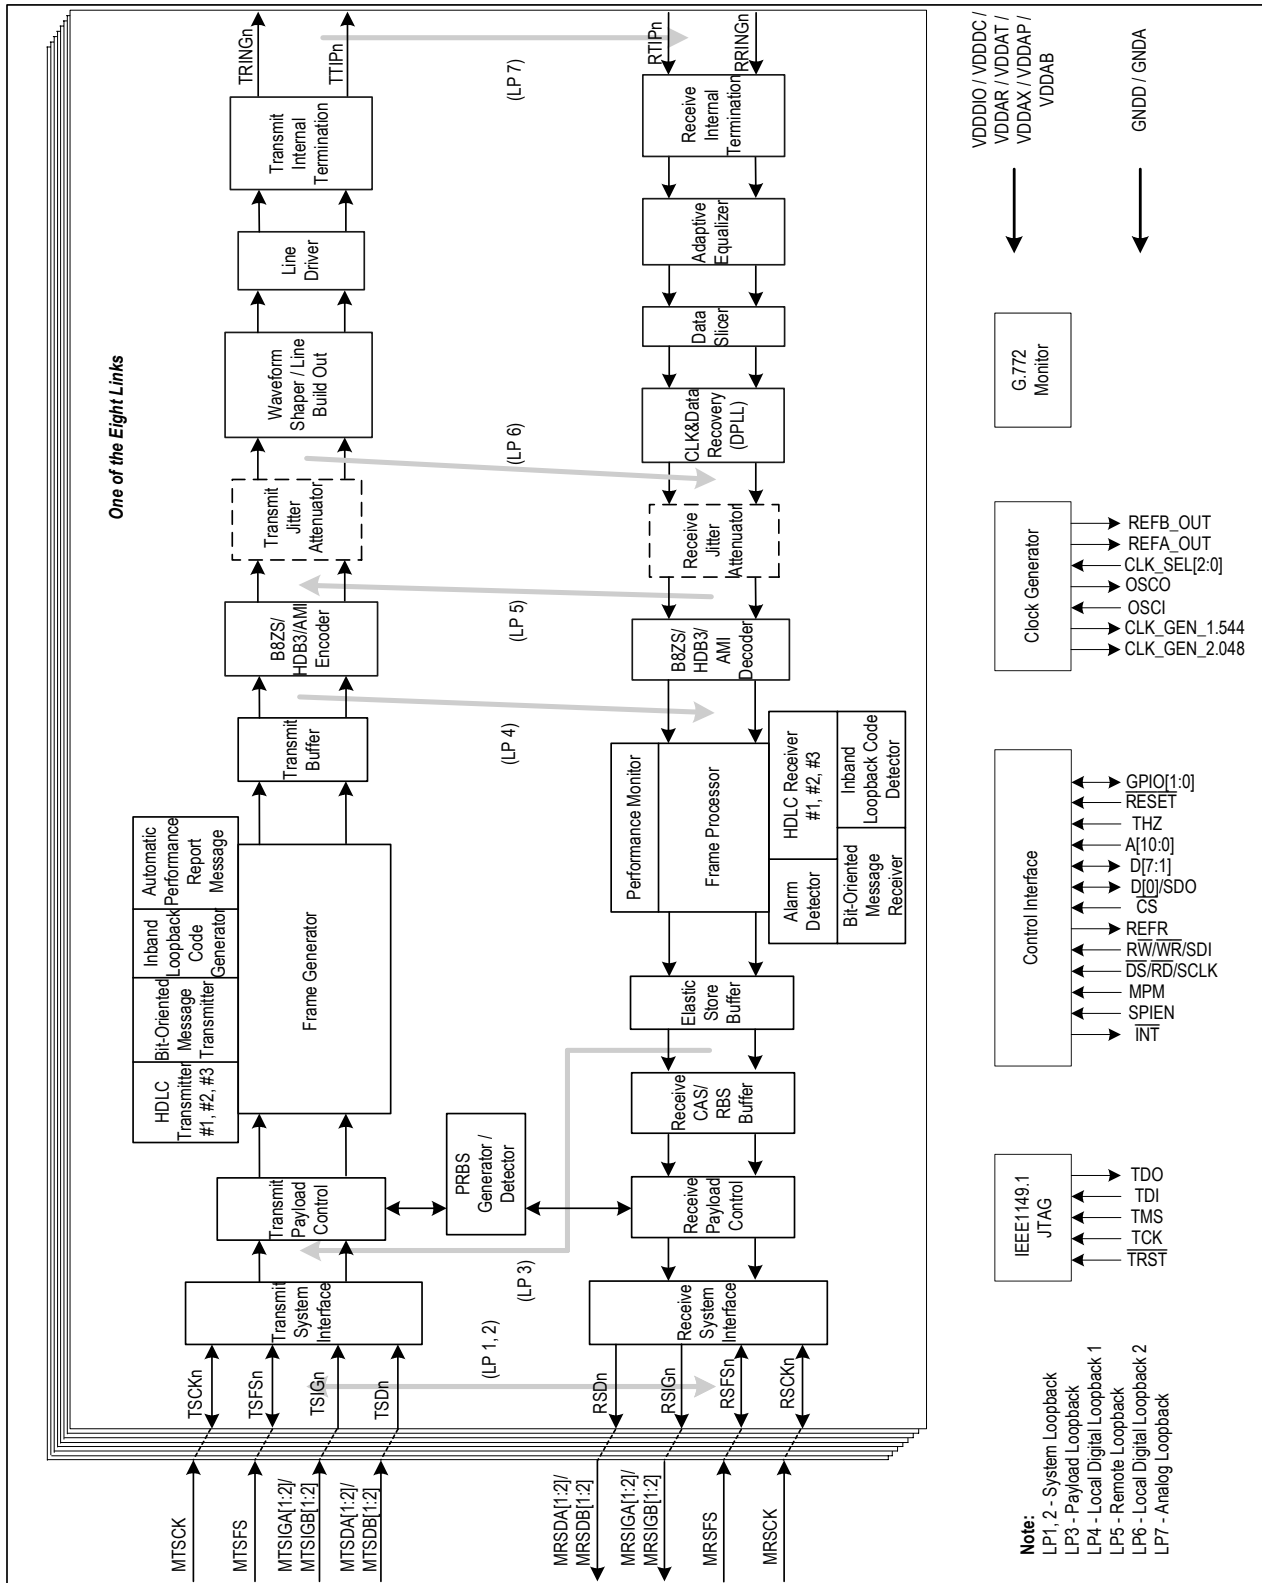 One of the Eight Links
TRINGn
TTIPn
(LP 7)
RTIPn
RRINGn
Transmit
Internal
Termination
Receive
Internal
Termination
Line
Driver
Adaptive
Equalizer
Data
Slicer
Waveform
Shaper / Line
Build Out
CLK&Data
Recovery
(DPLL)
(LP 6)
Transmit
Jitter
Attenuator
Receive
Jitter
Attenuator
(LP 5)
B8ZS/
HDB3/AMI
Encoder
B8ZS/
HDB3/
AMI
Decoder
(LP 4)
Transmit
Buffer
Automatic
Performance
Report
Message
Inband
Loopback
Code
Generator
Bit-Oriented
Message
Transmitter
HDLC
Transmitter
#1, #2, #3
Frame Generator
Performance Monitor
Frame Processor
HDLC Receiver
#1, #2, #3
Inband
Loopback Code
Detector
Alarm
Detector
Bit-Oriented
Message
Receiver
Elastic
Store
Buffer
Receive
CAS/
RBS
Buffer
Transmit
Payload
Control
PRBS
Generator /
Detector
Receive
Payload
Control
(LP 3)
Transmit
System
Interface
Receive
System
Interface
(LP 1, 2)
TSCKn
TSFSn
TSIGn
TSDn
RSDn
RSIGn
RSFSn
RSCKn
MTSCK
MTSFS
MTSIGA[1:2]/
MTSIGB[1:2]
MTSDA[1:2]/
MTSDB[1:2]
MRSDA[1:2]/
MRSDB[1:2]
MRSIGA[1:2]/
MRSIGB[1:2]
MRSFS
MRSCK
VDDDIO / VDDDC /
VDDAR / VDDAT /
VDDAX / VDDAP /
VDDAB
GNDD / GNDA
G.772
Monitor
Clock Generator
REFB_OUT
REFA_OUT
CLK_SEL[2:0]
OSCO
OSCI
CLK_GEN_1.544
CLK_GEN_2.048
Control Interface
GPIO[1:0]
RESET
THZ
A[10:0]
D[7:1]
D[0]/SDO
CS
REFR
RW/WR/SDI
DS/RD/SCLK
MPM
SPIEN
INT
IEEE1149.1
JTAG
TDO
TDI
TMS
TCK
TRST
Note:
LP1, 2 - System Loopback
LP3 - Payload Loopback
LP4 - Local Digital Loopback 1
LP5 - Remote Loopback
LP6 - Local Digital Loopback 2
LP7 - Analog Loopback